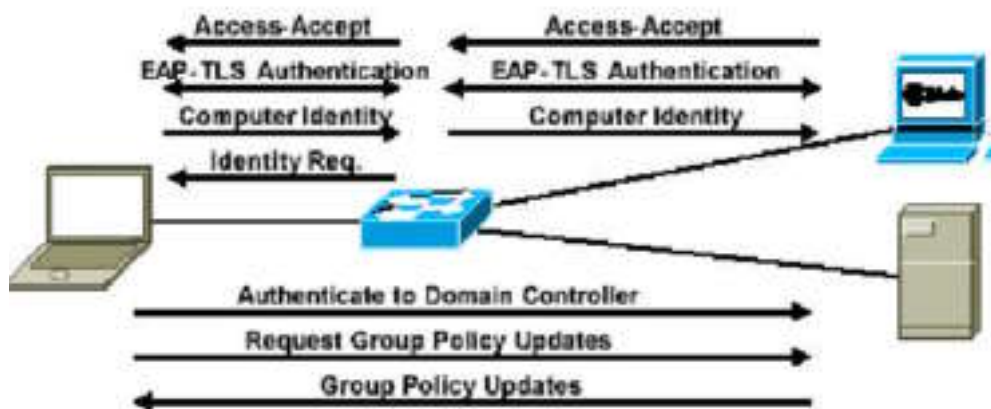 Access-Accept Access-Accept
EAP-TLS Authentication EAP-TLS Authentication
Computer Identity Computer Identity
Identity Req.
Authenticate to Domain Controller
Request Group Policy Updates
Group Policy Updates